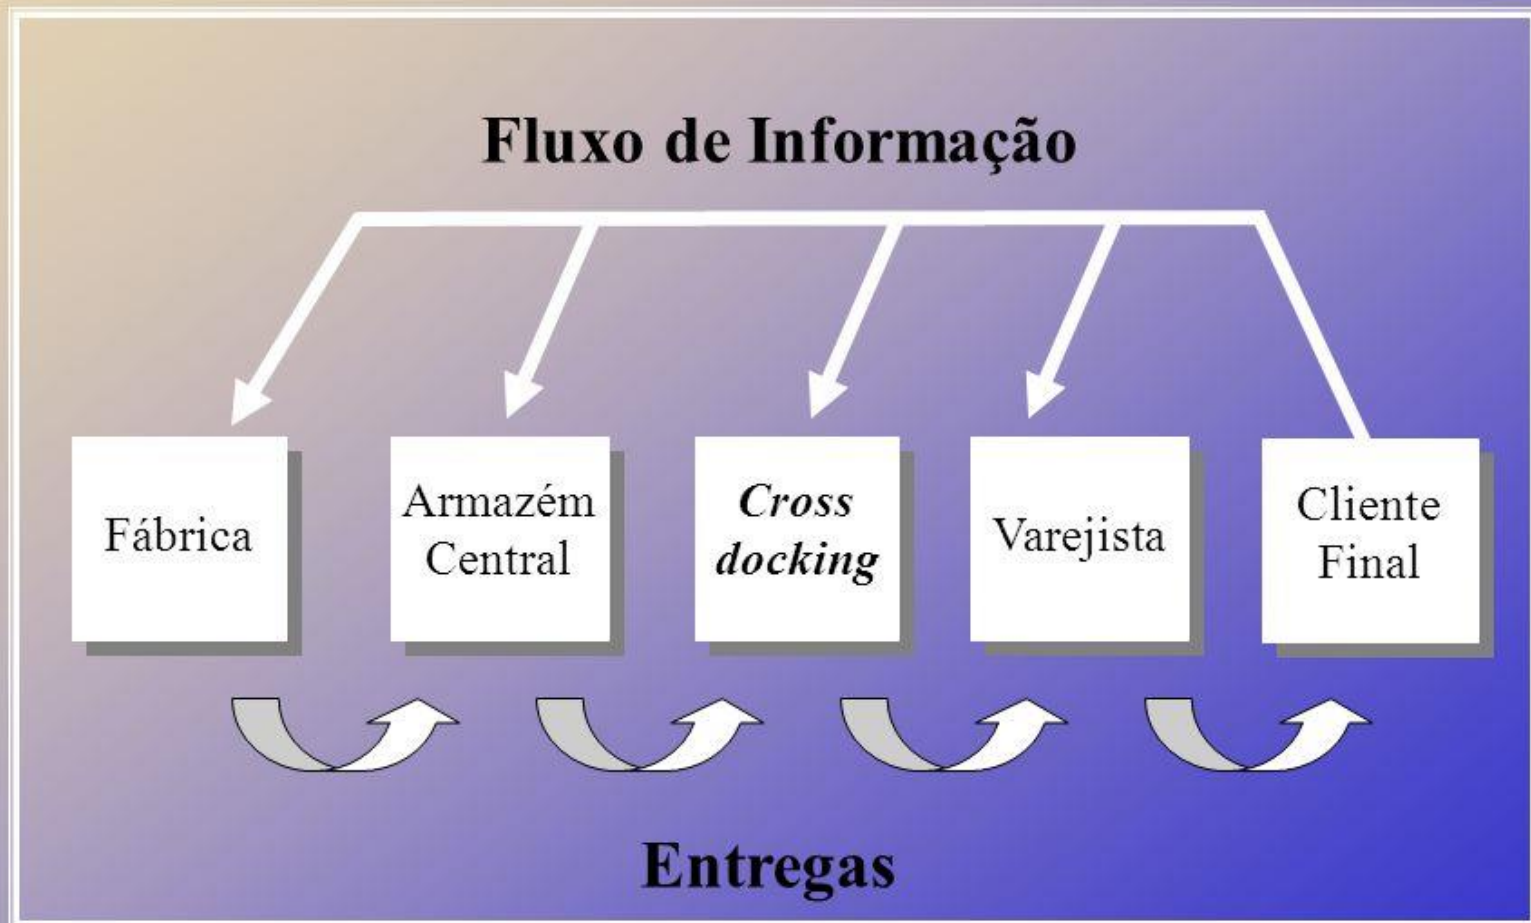 Fluxo de Informação
Fábrica
Armazém
Central
Cross
docking
Varejista
Cliente
Final
Entregas